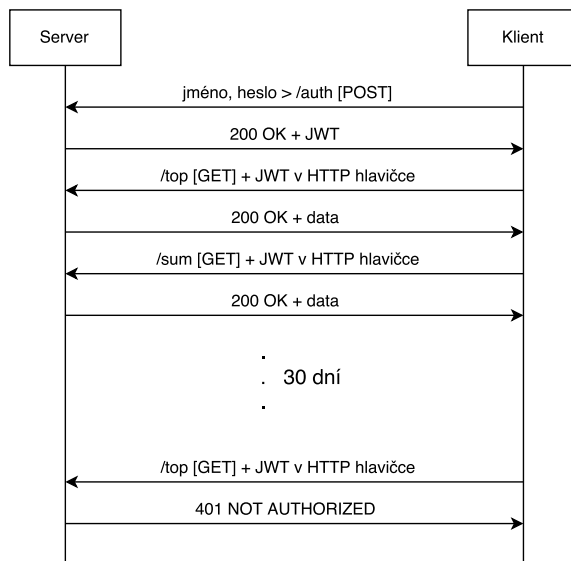 Server
Klient
jméno, heslo > /auth [POST]
200 OK + JWT
/top [GET] + JWT v HTTP hlavičce
200 OK + data
/sum [GET] + JWT v HTTP hlavičce
200 OK + data
30 dní
/top [GET] + JWT v HTTP hlavičce
401 NOT AUTHORIZED